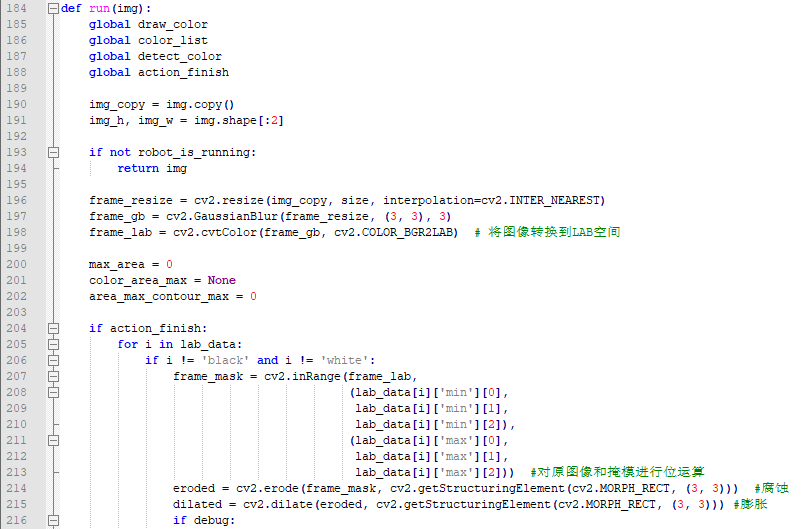 184 def run(img):
185     global draw_color
186     global color_list
187     global detect_color
188     global action_finish
189
190     img_copy = img.copy()
191     img_h, img_w = img.shape[:2]
192
193     if not robot_is_running:
194         return img
195
196     frame_resize = cv2.resize(img_copy, size, interpolation=cv2.INTER_NEAREST)
197     frame_gb = cv2.GaussianBlur(frame_resize, (3, 3), 3)
198     frame_lab = cv2.cvtColor(frame_gb, cv2.COLOR_BGR2LAB)  # 将图像转换到LAB空间
199
200     max_area = 0
201     color_area_max = None
202     area_max_contour_max = 0
203
204     if action_finish:
205         for i in lab_data:
206             if i != 'black' and i != 'white':
207                 frame_mask = cv2.inRange(frame_lab,
208                                          (lab_data[i]['min'][0],
209                                           lab_data[i]['min'][1],
210                                           lab_data[i]['min'][2]),
211                                          (lab_data[i]['max'][0],
212                                           lab_data[i]['max'][1],
213                                           lab_data[i]['max'][2]))  #对原图像和掩模进行位运算
214                 eroded = cv2.erode(frame_mask, cv2.getStructuringElement(cv2.MORPH_RECT, (3, 3)))  #腐蚀
215                 dilated = cv2.dilate(eroded, cv2.getStructuringElement(cv2.MORPH_RECT, (3, 3))) #膨胀
216                 if debug: